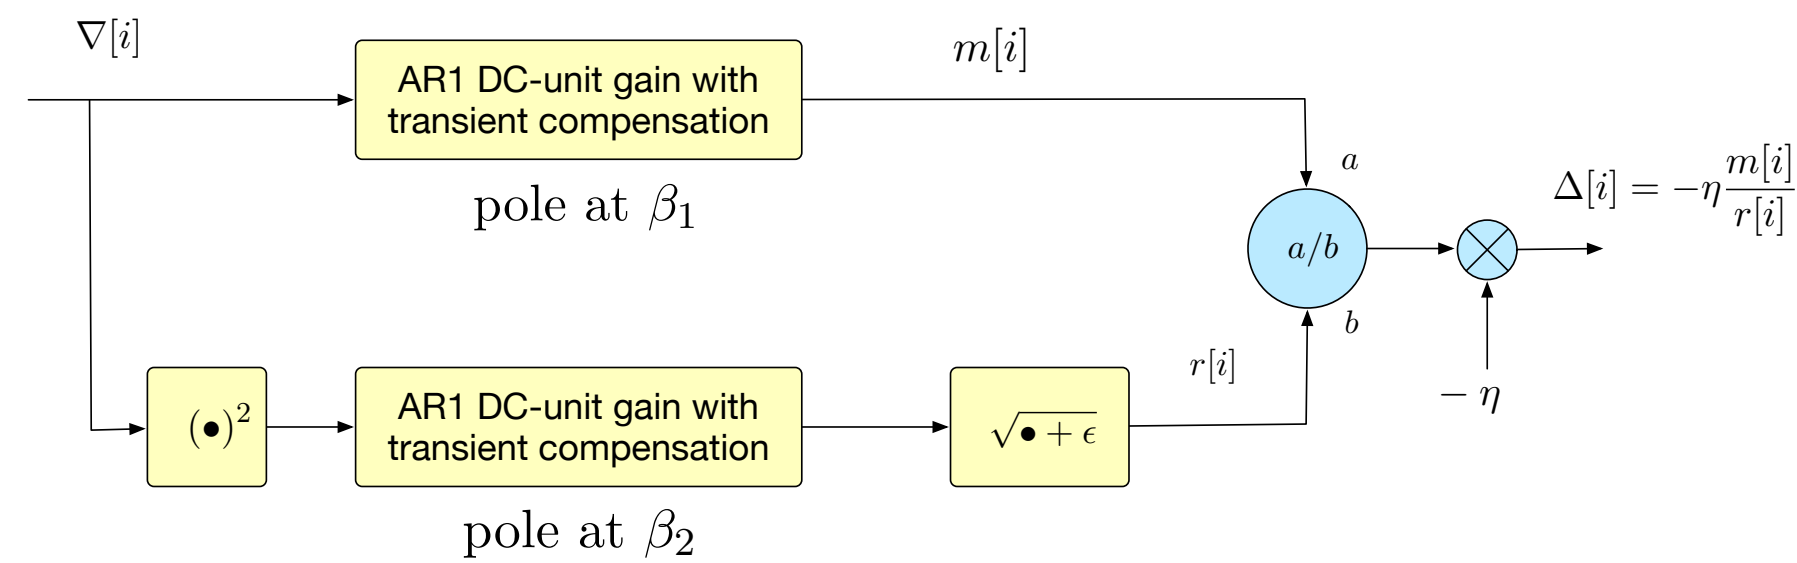 ∇[i]
AR1 DC-unit gain with
transient compensation
m[i]
pole at β₁
a
Δ[i] = −η m[i]/r[i]
a/b
b
r[i]
− η
(●)²
AR1 DC-unit gain with
transient compensation
√(● + ϵ)
pole at β₂